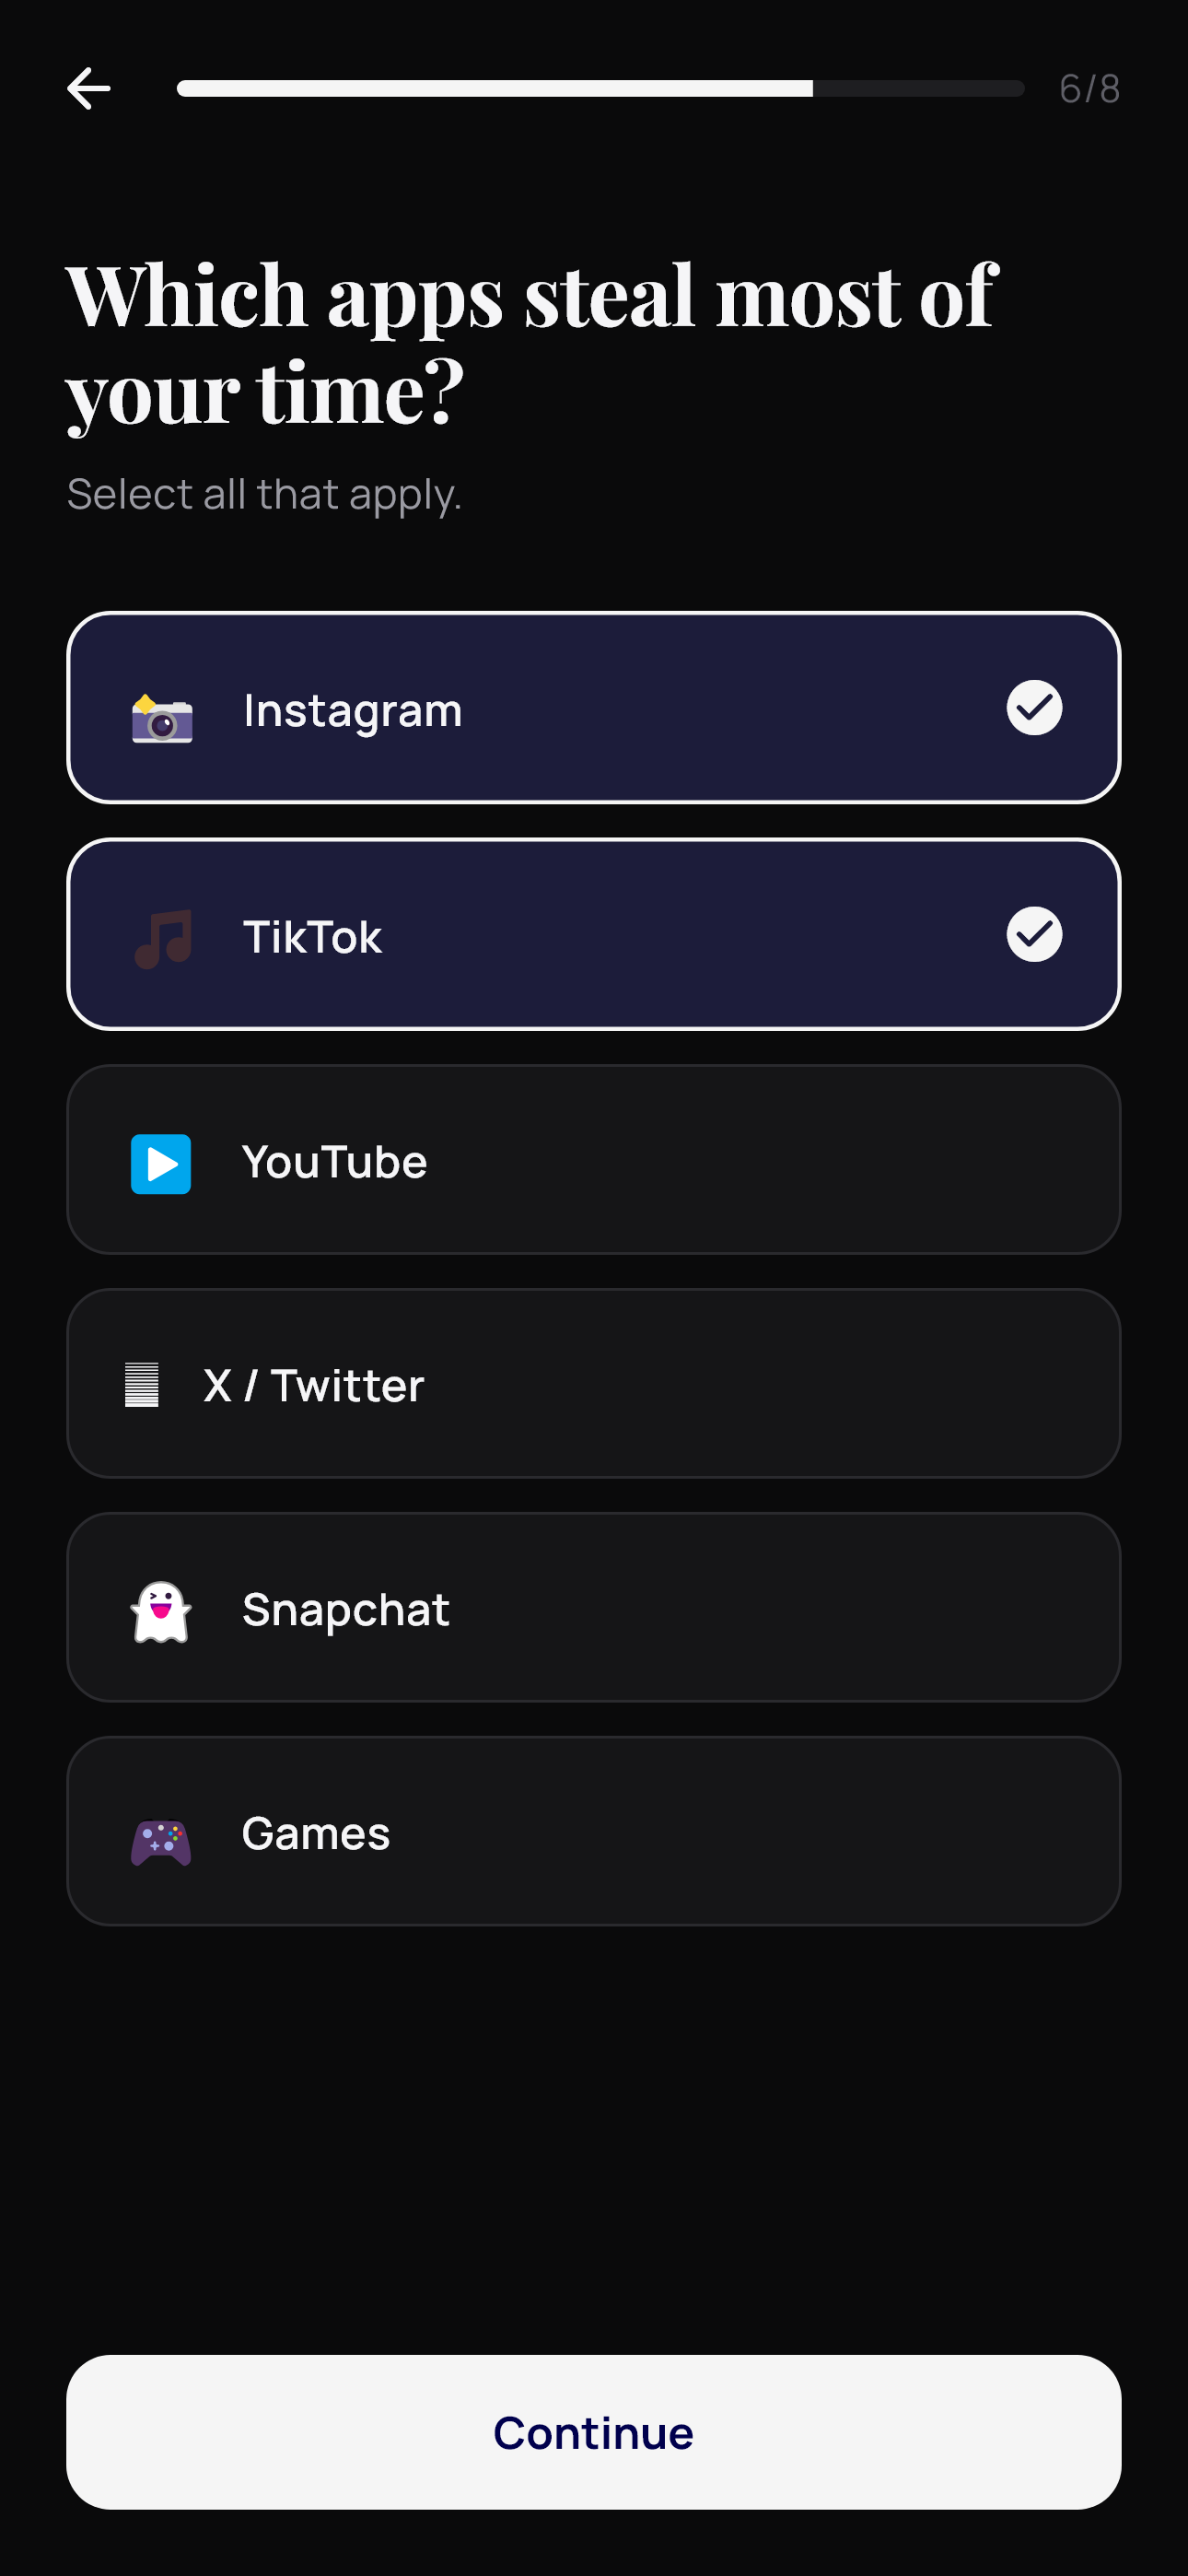 6/8
Which apps steal most of
your time?
Select all that apply.
Instagram
TikTok
YouTube
X / Twitter
Snapchat
Games
Continue